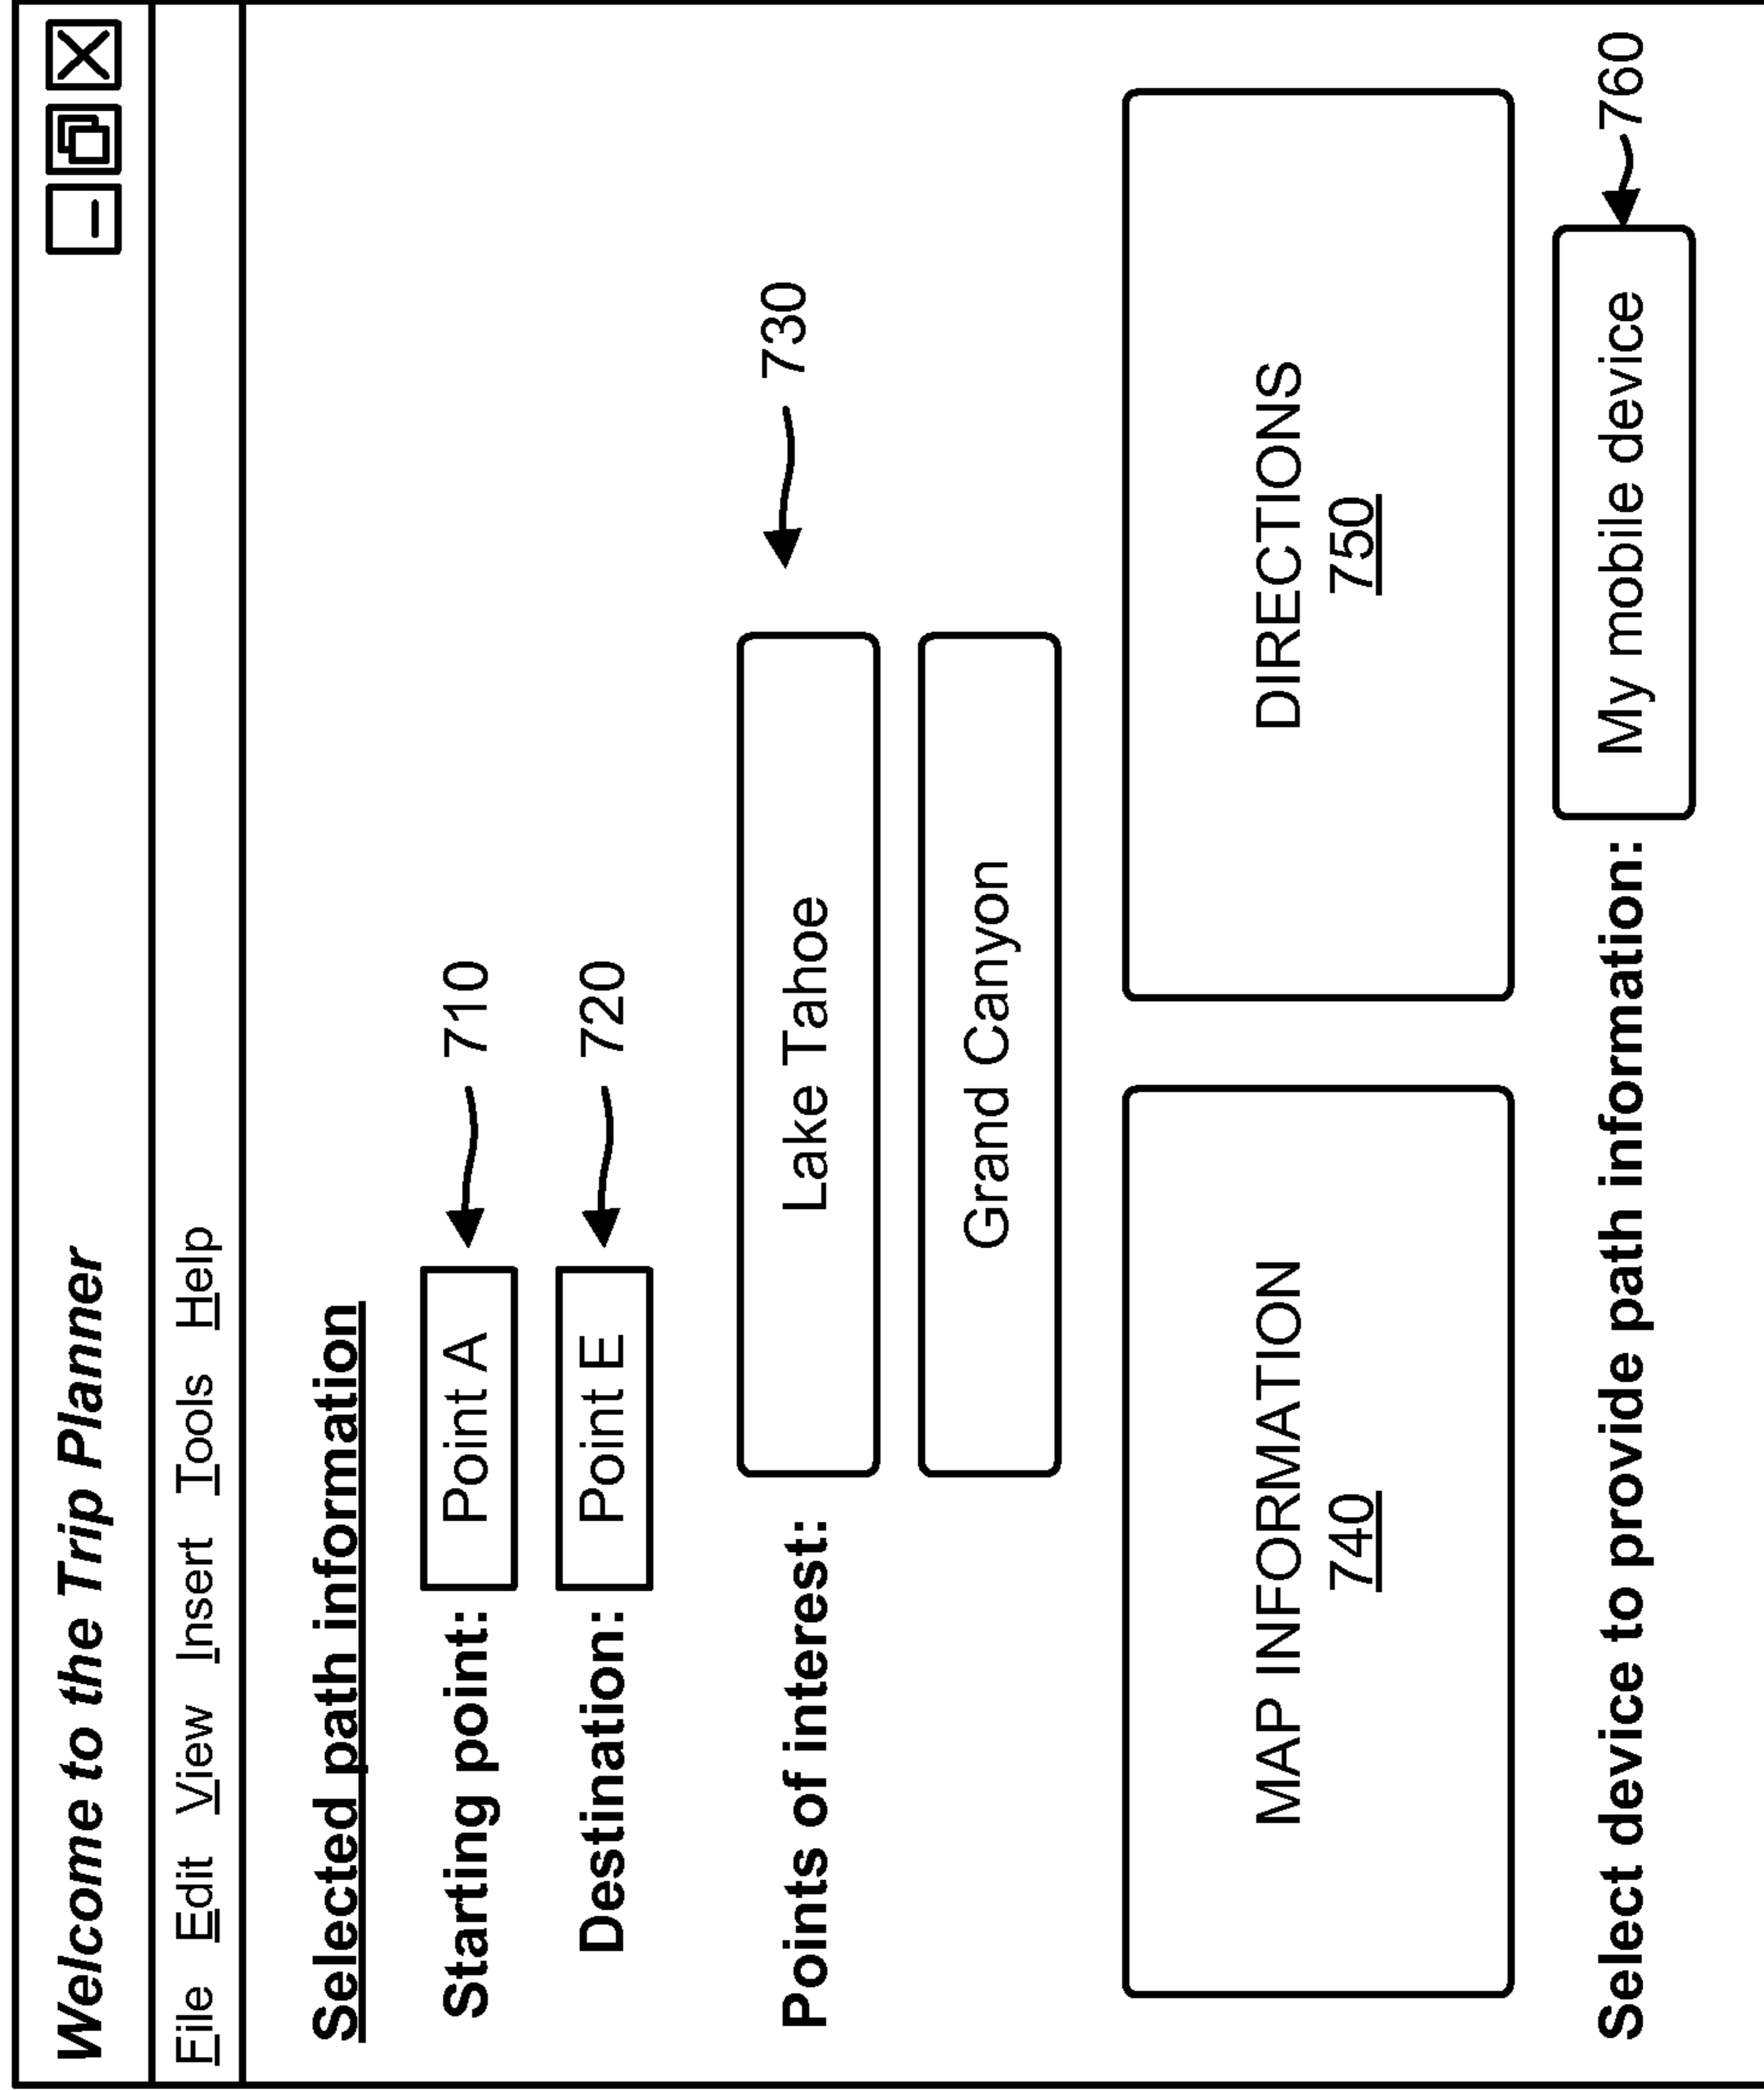 Welcome to the Trip Planner
File Edit View Insert Tools Help
Selected path information
Starting point: Point A 710
Destination: Point E 720
Points of interest: Lake Tahoe 730
Grand Canyon
MAP INFORMATION DIRECTIONS
740 750
Select device to provide path information: My mobile device 760